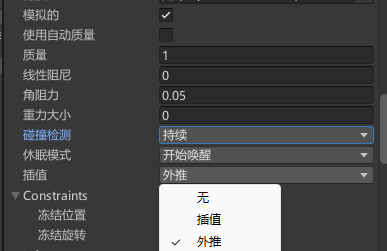 模拟的
使用自动质量
质量 1
线性阻尼 0
角阻力 0.05
重力大小 0
碰撞检测 持续
休眠模式 开始唤醒
插值 外推
无
Constraints
插值
冻结位置
外推
冻结旋转